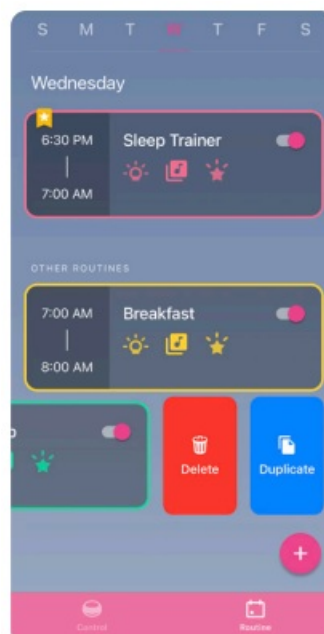 S M T W T F S
Wednesday
6:30 PM
Sleep Trainer
7:00 AM
OTHER ROUTINES
7:00 AM
Breakfast
8:00 AM
Delete
Duplicate
+
Control
Routine